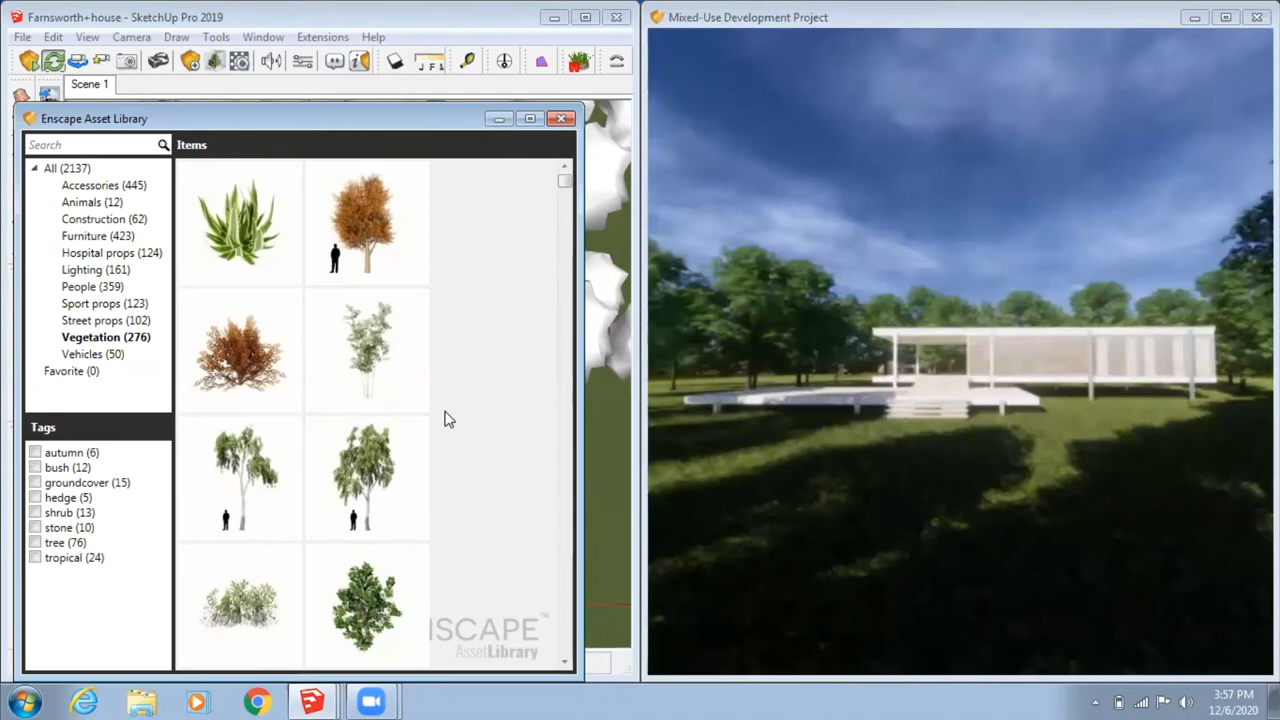 Farnsworth+house - SketchUp Pro 2019
File Edit View Camera Draw Tools Window Extensions Help
Scene 1
Enscape Asset Library
Search
Items
All (2137)
Accessories (445)
Animals (12)
Construction (62)
Furniture (423)
Hospital props (124)
Lighting (161)
People (359)
Sport props (123)
Street props (102)
Vegetation (276)
Vehicles (50)
Favorite (0)
Tags
autumn (6)
bush (12)
groundcover (15)
hedge (5)
shrub (13)
stone (10)
tree (76)
tropical (24)
NSCAPE™
AssetLibrary
Mixed-Use Development Project
3:57 PM
12/6/2020